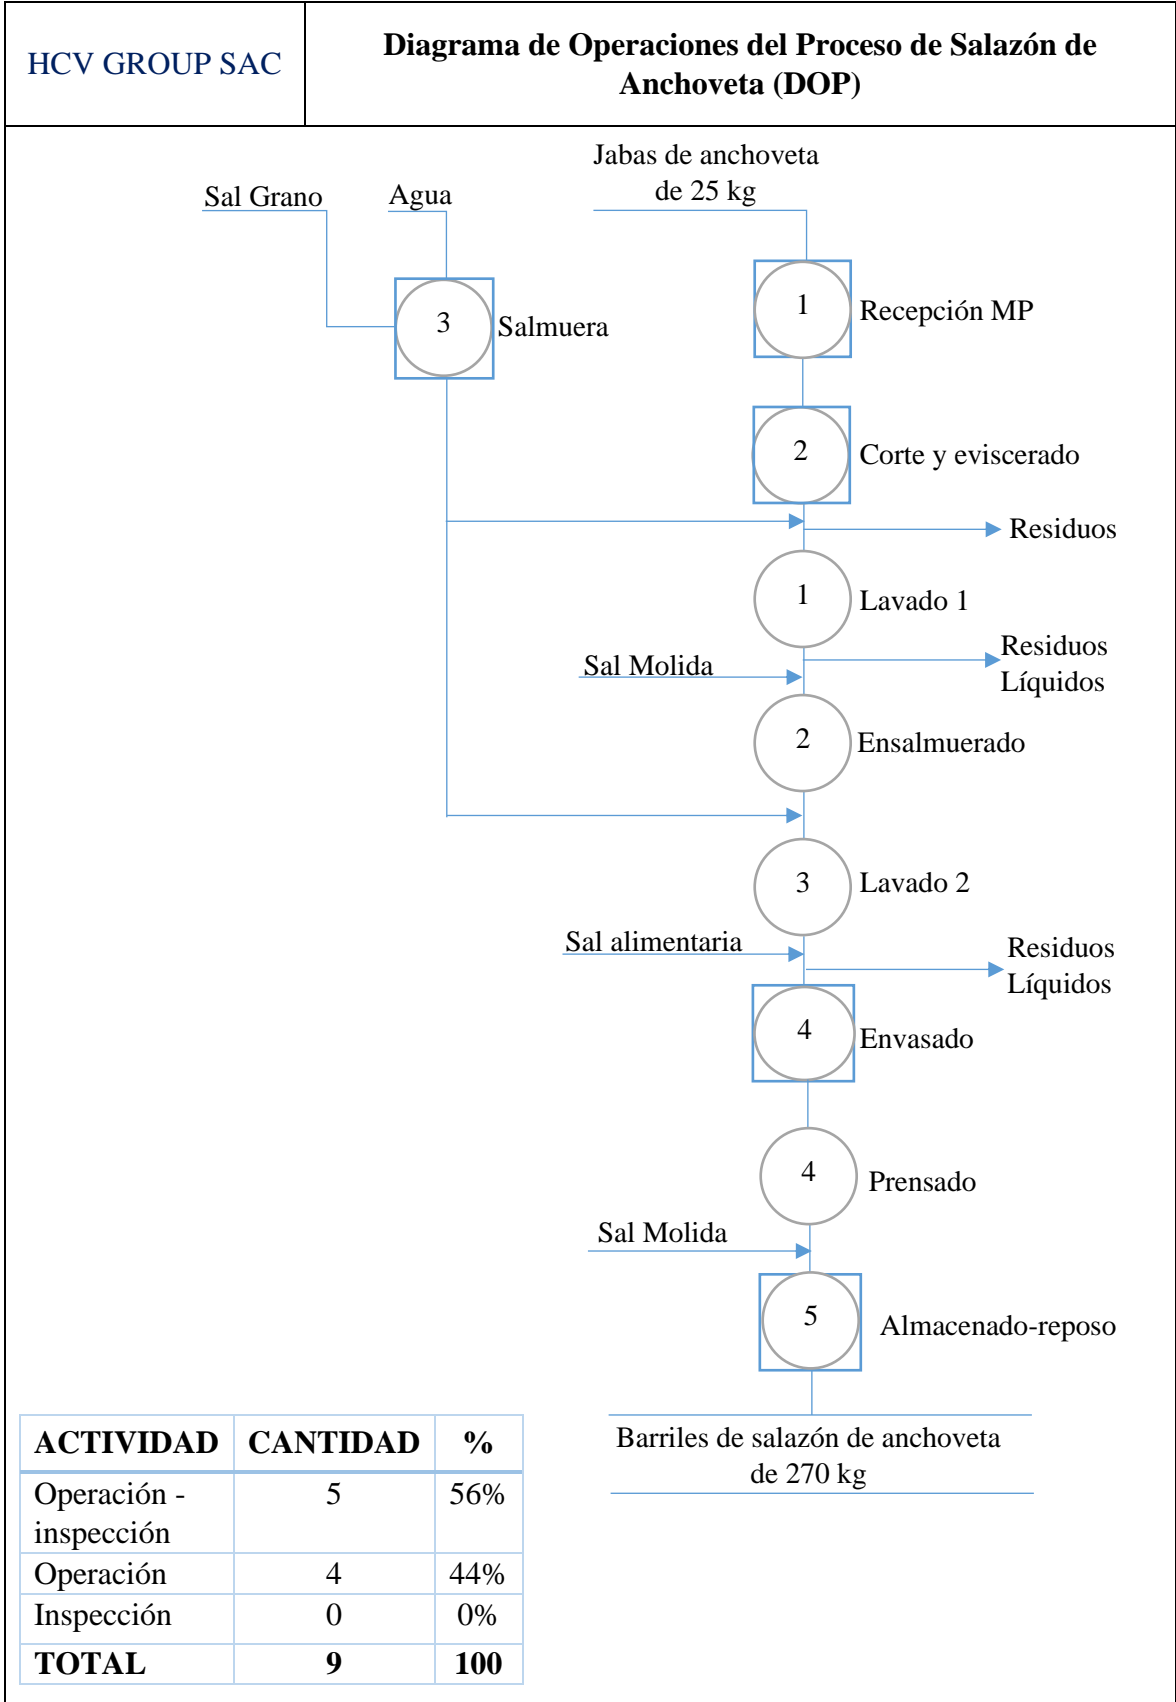 HCV GROUP SAC
Diagrama de Operaciones del Proceso de Salazón de
Anchoveta (DOP)
Jabas de anchoveta
de 25 kg
Sal Grano
Agua
1
Recepción MP
3
Salmuera
2
Corte y eviscerado
Residuos
1
Lavado 1
Residuos
Líquidos
Sal Molida
2
Ensalmuerado
3
Lavado 2
Sal alimentaria
Residuos
Líquidos
4
Envasado
4
Prensado
Sal Molida
5
Almacenado-reposo
Barriles de salazón de anchoveta
de 270 kg
ACTIVIDAD CANTIDAD %
Operación - 5 56%
inspección
Operación 4 44%
Inspección 0 0%
TOTAL 9 100